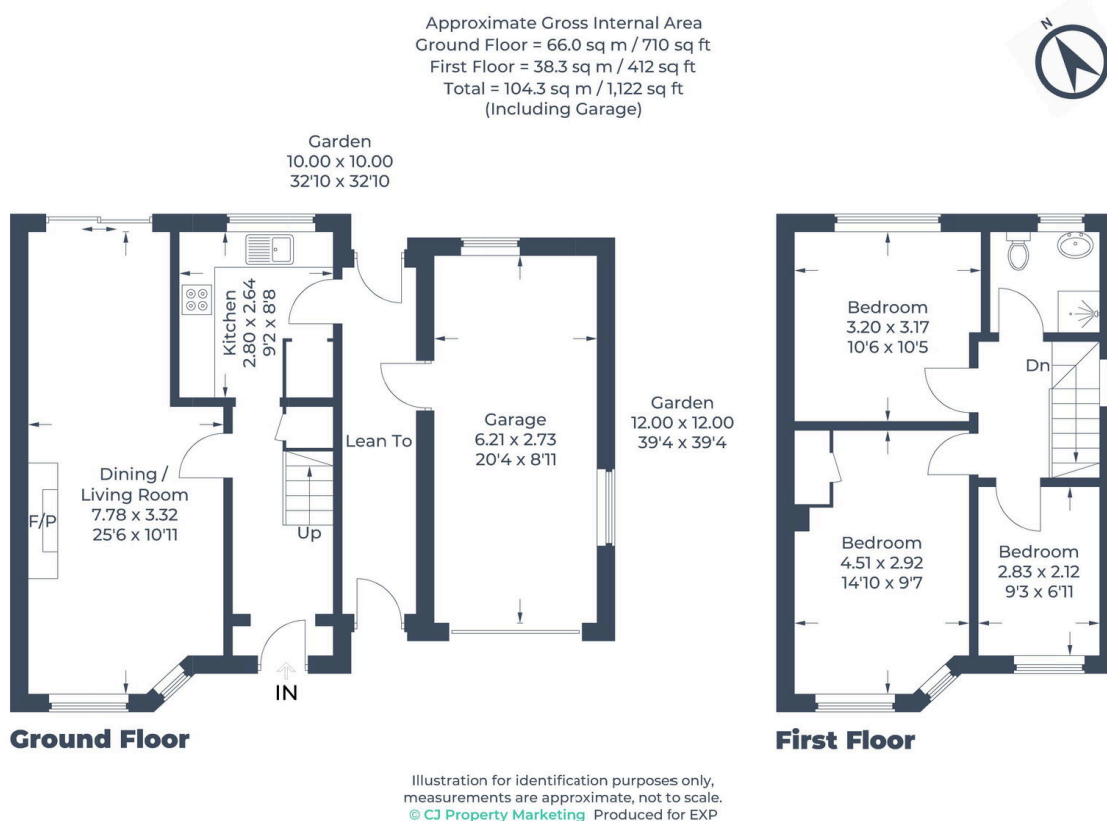 Approximate Gross Internal Area
Ground Floor = 66.0 sq m / 710 sq ft
First Floor = 38.3 sq m / 412 sq ft
Total = 104.3 sq m / 1,122 sq ft
(Including Garage)
N
Garden
10.00 x 10.00
32'10 x 32'10
Kitchen
2.80 x 2.64
9'2 x 8'8
Dining /
Living Room
7.78 x 3.32
25'6 x 10'11
F/P
Up
Lean To
Garage
6.21 x 2.73
20'4 x 8'11
Garden
12.00 x 12.00
39'4 x 39'4
IN
Ground Floor
Bedroom
3.20 x 3.17
10'6 x 10'5
Dn
Bedroom
4.51 x 2.92
14'10 x 9'7
Bedroom
2.83 x 2.12
9'3 x 6'11
First Floor
Illustration for identification purposes only,
measurements are approximate, not to scale.
© CJ Property Marketing Produced for EXP